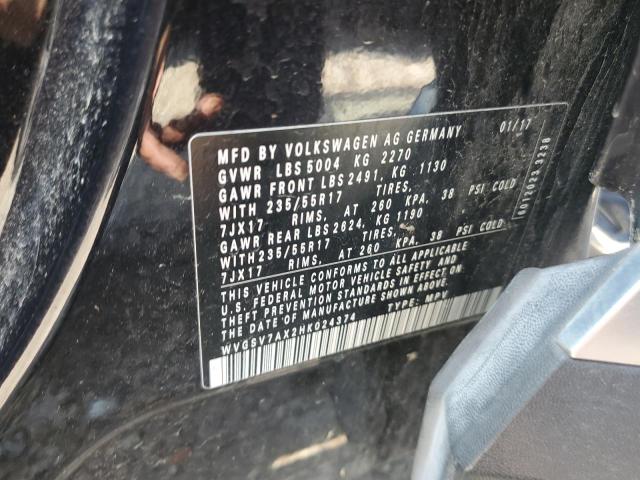 MFD BY VOLKSWAGEN AG GERMANY 01/17
GVWR LBS 5004 KG 2270
GAWR FRONT LBS 2491, KG 1130
WITH 235/55R17 TIRES,
7JX17 RIMS, AT 260 KPA, 38 PSI COLD
GAWR REAR LBS 2624, KG 1190
WITH 235/55R17 TIRES,
7JX17 RIMS, AT 260 KPA, 38 PSI COLD
THIS VEHICLE CONFORMS TO ALL APPLICABLE
U.S. FEDERAL MOTOR VEHICLE SAFETY AND
THEFT PREVENTION STANDARDS IN EFFECT ON
THE DATE OF MANUFACTURE SHOWN ABOVE.
WVGSV7AX2HK024374 TYPE: MPV